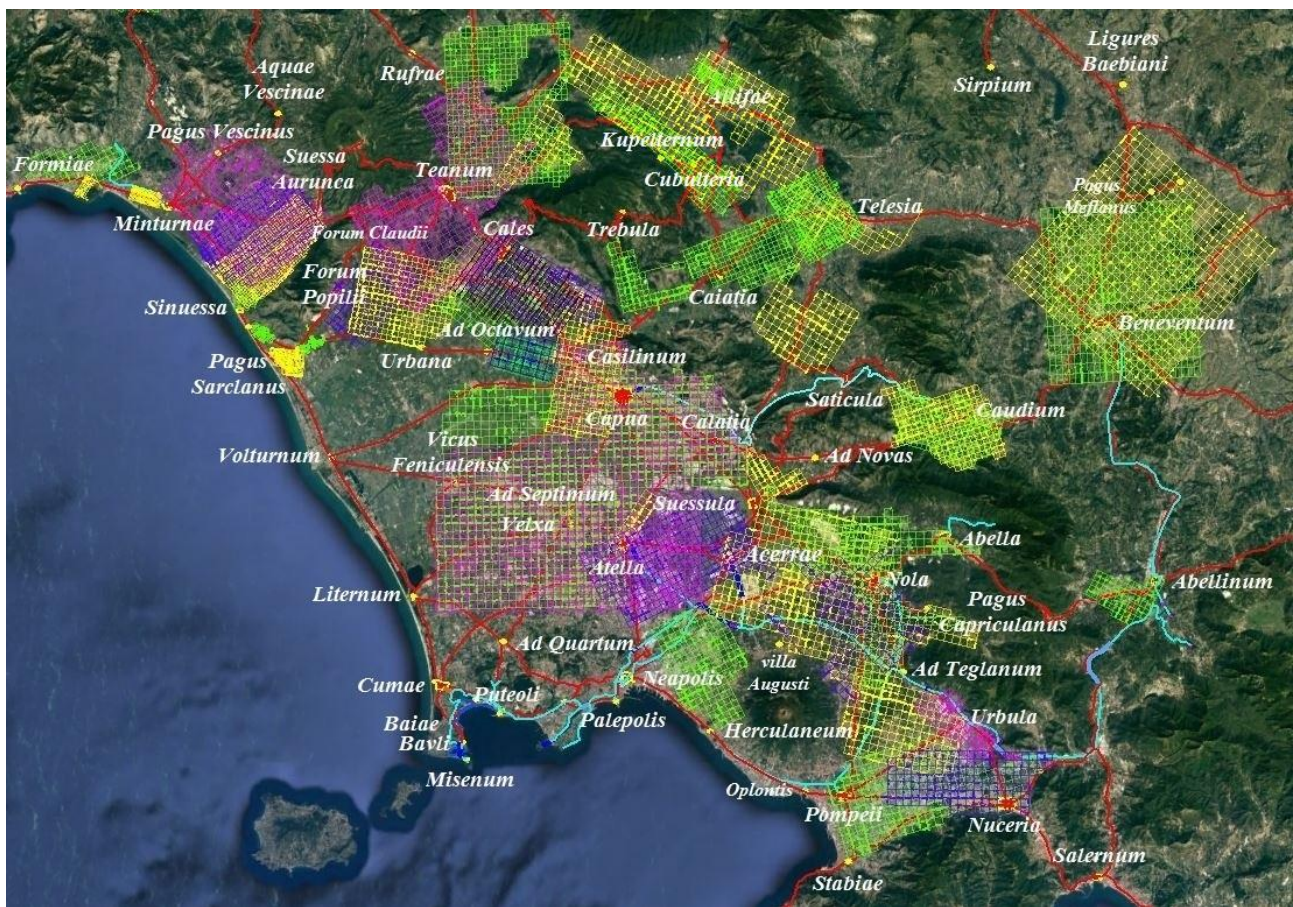 Ligures
Baebiani
Aquae
Vescinae
Rufrae
Sirpium
Allifae
Pagus Vescinus
Kupelternum
Formiae
Suessa
Aurunca
Teanum
Cubulteria
Pagus
Meflanus
Minturnae
Forum Claudii
Cales
Trebula
Telesia
Forum
Popilii
Sinuessa
Caiatia
Ad Octavum
Beneventum
Urbana
Casilinum
Pagus
Sarclanus
Capua
Saticula
Caudium
Calatia
Vicus
Feniculensis
Volturnum
Ad Novas
Ad Septimum
Suessula
Velxa
Abella
Atella
Acerrae
Nola
Abellinum
Liternum
Pagus
Capriculanus
Ad Quartum
villa
Augusti
Ad Teglanum
Cumae
Puteoli
Neapolis
Palepolis
Baiae
Bavli
Herculaneum
Urbula
Misenum
Oplontis
Pompeii
Nuceria
Salernum
Stabiae